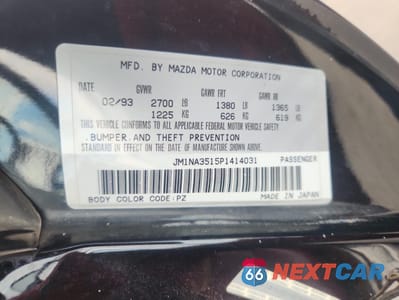 MFD. BY MAZDA MOTOR CORPORATION
DATE GVWR GAWR FRT GAWR RR
02/93 2700 LB 1380 LB 1365 LB
1225 KG 626 KG 619 KG
THIS VEHICLE CONFORMS TO ALL APPLICABLE FEDERAL MOTOR VEHICLE SAFETY
.BUMPER. AND THEFT PREVENTION
STANDARDS IN EFFECT ON THE DATE OF MANUFACTURE SHOWN ABOVE.
JM1NA3515P1414031 PASSENGER
BODY COLOR CODE:PZ
MADE IN JAPAN
66 NEXTCAR